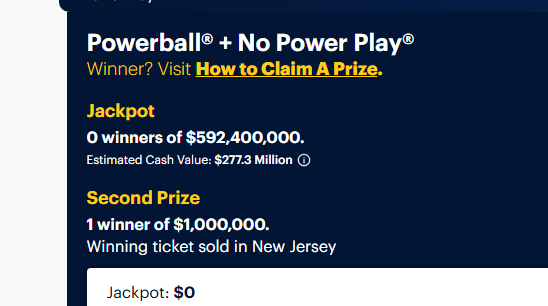 Powerball® + No Power Play®
Winner? Visit How to Claim A Prize.
Jackpot
0 winners of $592,400,000.
Estimated Cash Value: $277.3 Million ⓘ
Second Prize
1 winner of $1,000,000.
Winning ticket sold in New Jersey
Jackpot: $0